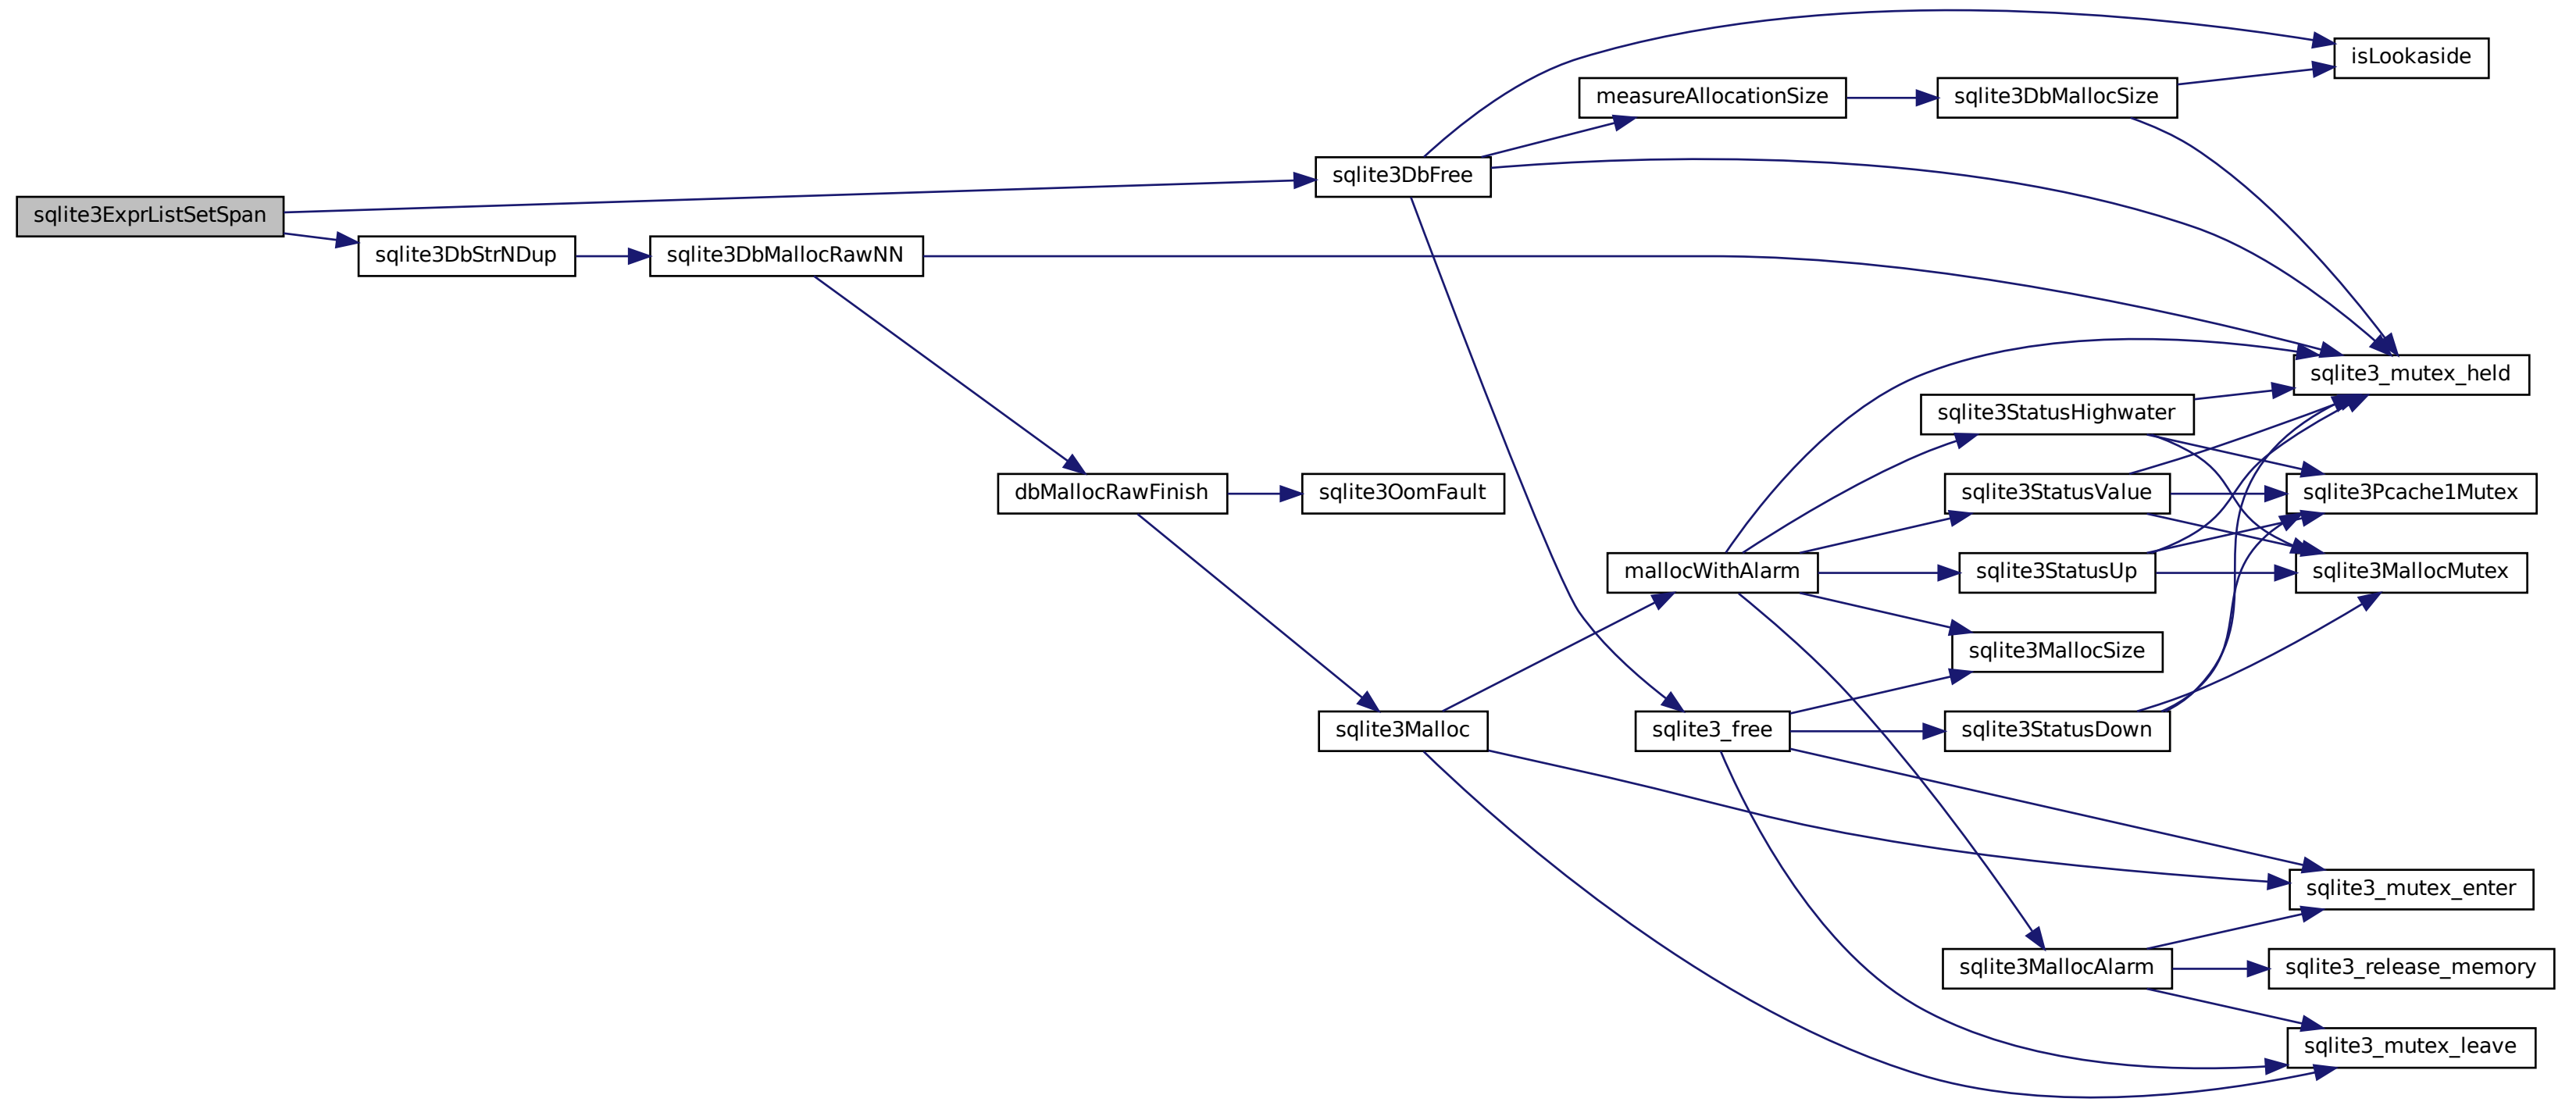 isLookaside
measureAllocationSize
sqlite3DbMallocSize
sqlite3DbFree
sqlite3ExprListSetSpan
sqlite3DbStrNDup
sqlite3DbMallocRawNN
sqlite3_mutex_held
sqlite3StatusHighwater
dbMallocRawFinish
sqlite3OomFault
sqlite3StatusValue
sqlite3Pcache1Mutex
mallocWithAlarm
sqlite3StatusUp
sqlite3MallocMutex
sqlite3MallocSize
sqlite3Malloc
sqlite3_free
sqlite3StatusDown
sqlite3_mutex_enter
sqlite3MallocAlarm
sqlite3_release_memory
sqlite3_mutex_leave